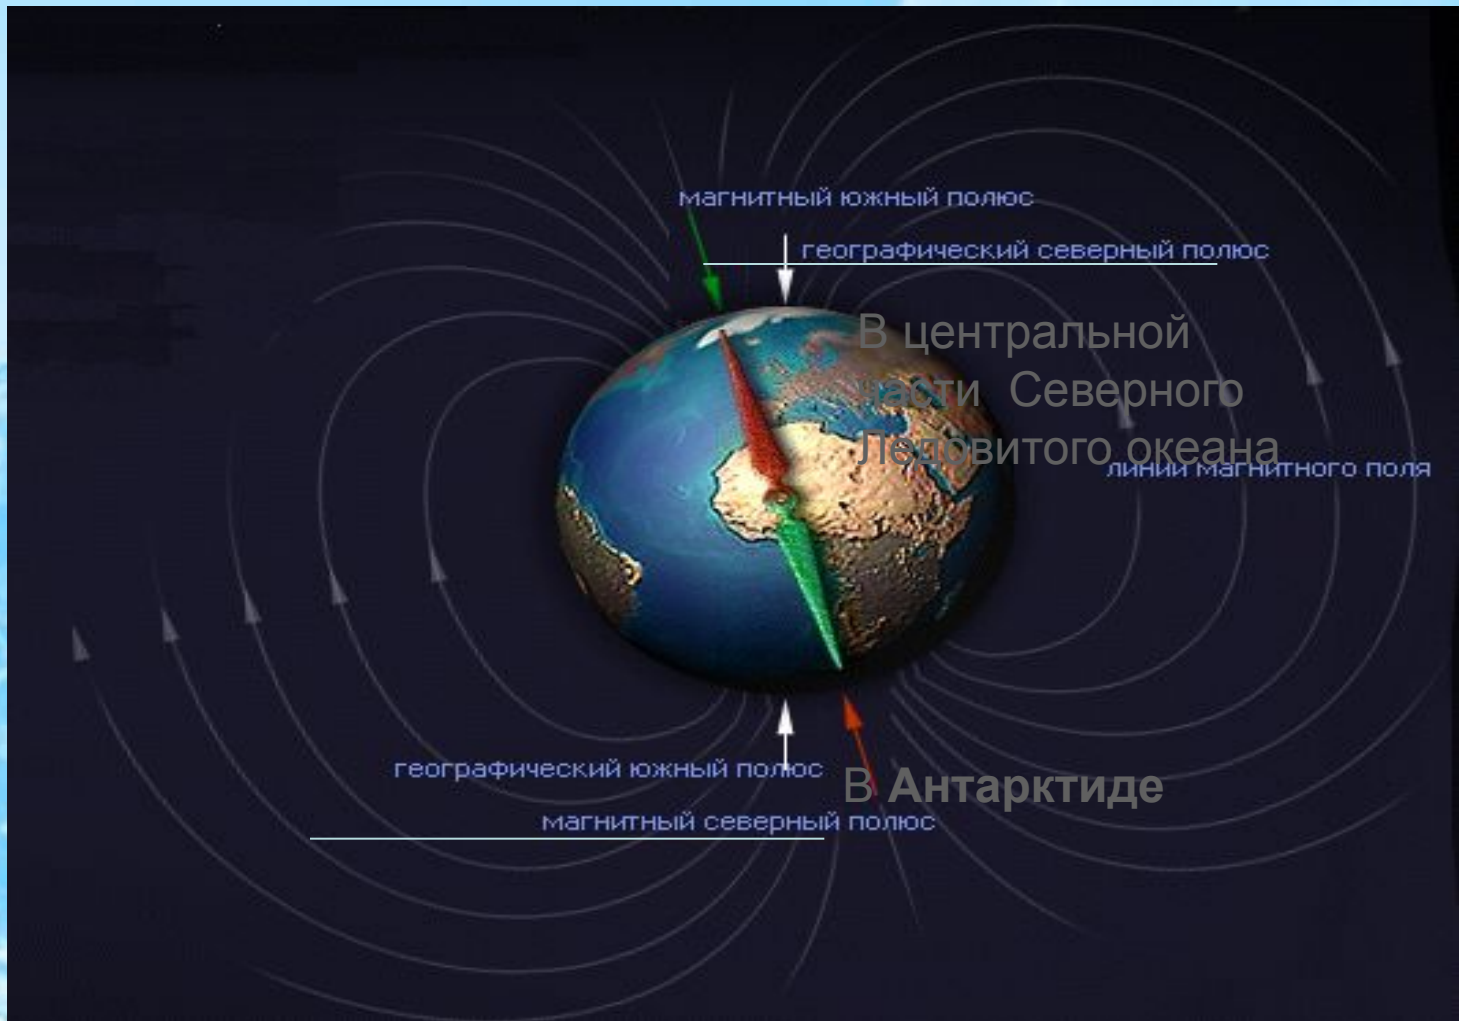 магнитный южный полюс
географический северный полюс
В центральной
части Северного
Ледовитого океана
линии магнитного поля
географический южный полюс
В Антарктиде
магнитный северный полюс